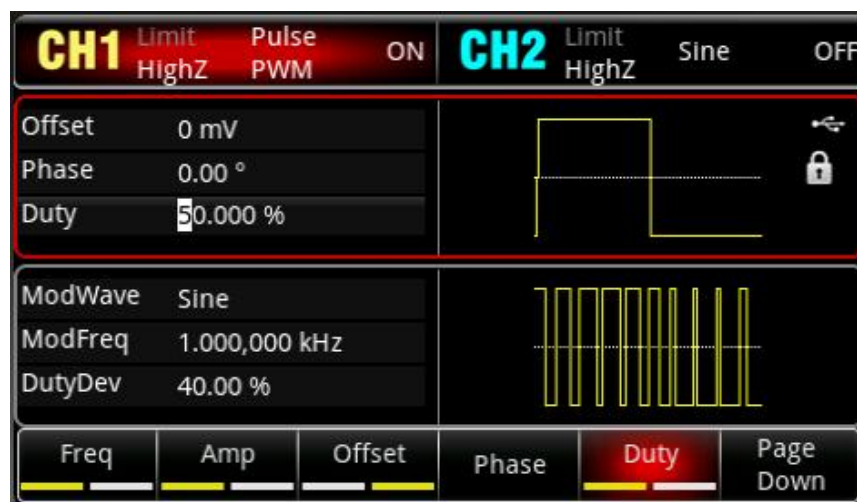 CH1 Limit Pulse ON CH2 Limit Sine OFF
HighZ PWM HighZ
Offset 0 mV
Phase 0.00 °
Duty 50.000 %
ModWave Sine
ModFreq 1.000,000 kHz
DutyDev 40.00 %
Freq Amp Offset Phase Duty Page
Down